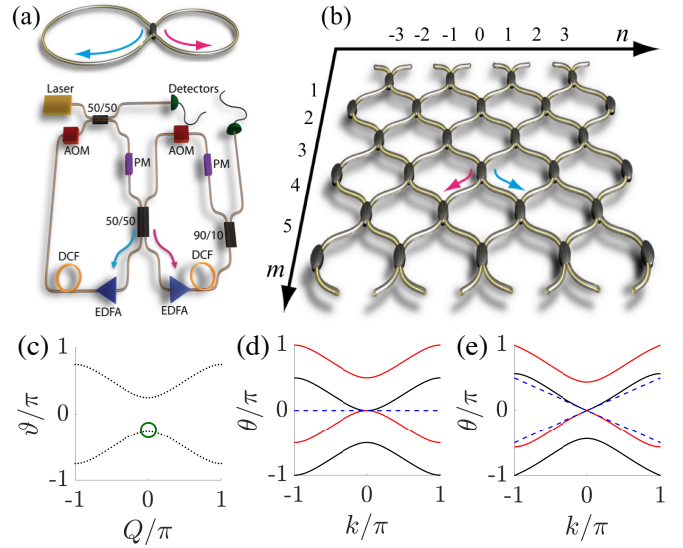 (a)
Laser
50/50
Detectors
AOM
PM
AOM
PM
50/50
90/10
DCF
DCF
EDFA
EDFA
(b)
-3 -2 -1 0 1 2 3 n
1
2
3
4
5
m
(c)
1
0
-1
ϑ/π
-1 0 1
Q/π
(d)
1
0
-1
θ/π
-1 0 1
k/π
(e)
1
0
-1
θ/π
-1 0 1
k/π